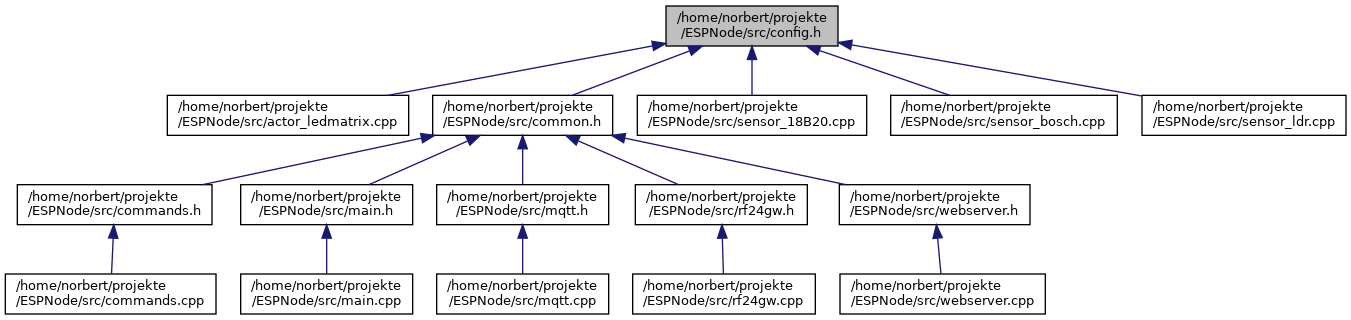 /home/norbert/projekte
/ESPNode/src/config.h
/home/norbert/projekte
/ESPNode/src/actor_ledmatrix.cpp
/home/norbert/projekte
/ESPNode/src/common.h
/home/norbert/projekte
/ESPNode/src/sensor_18B20.cpp
/home/norbert/projekte
/ESPNode/src/sensor_bosch.cpp
/home/norbert/projekte
/ESPNode/src/sensor_ldr.cpp
/home/norbert/projekte
/ESPNode/src/commands.h
/home/norbert/projekte
/ESPNode/src/main.h
/home/norbert/projekte
/ESPNode/src/mqtt.h
/home/norbert/projekte
/ESPNode/src/rf24gw.h
/home/norbert/projekte
/ESPNode/src/webserver.h
/home/norbert/projekte
/ESPNode/src/commands.cpp
/home/norbert/projekte
/ESPNode/src/main.cpp
/home/norbert/projekte
/ESPNode/src/mqtt.cpp
/home/norbert/projekte
/ESPNode/src/rf24gw.cpp
/home/norbert/projekte
/ESPNode/src/webserver.cpp